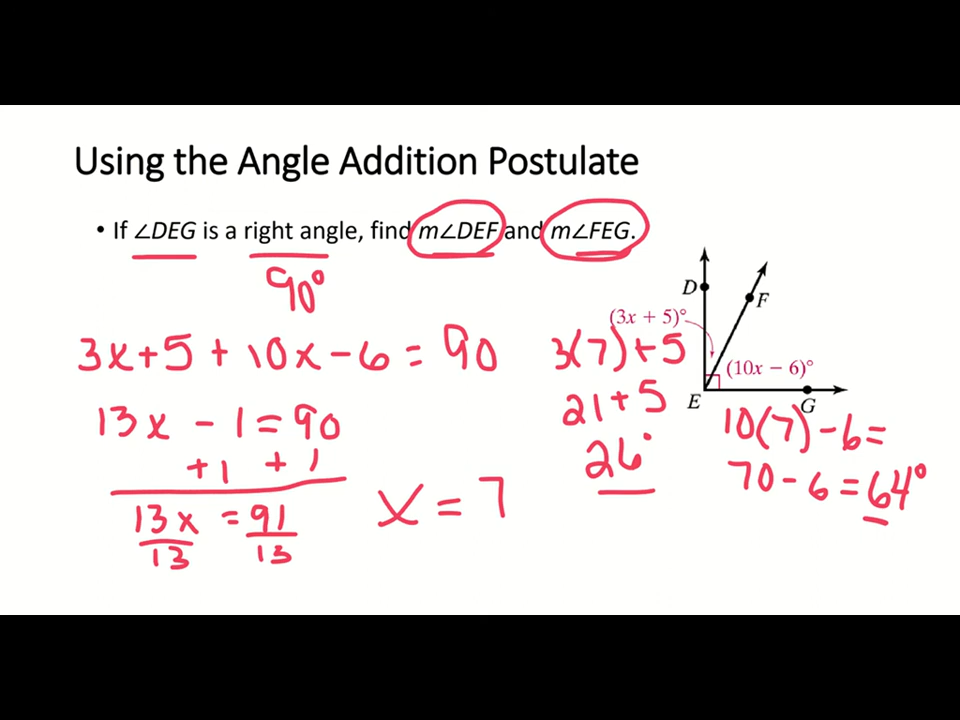 Using the Angle Addition Postulate
• If ∠DEG is a right angle, find m∠DEF and m∠FEG.
90°
3x+5 + 10x - 6 = 90
13x - 1 = 90
+1 +1
13x = 91
13 13
x = 7
D
F
(3x + 5)°
(10x − 6)°
E
G
3(7) + 5
21 + 5
26°
10(7) - 6 =
70 - 6 = 64°